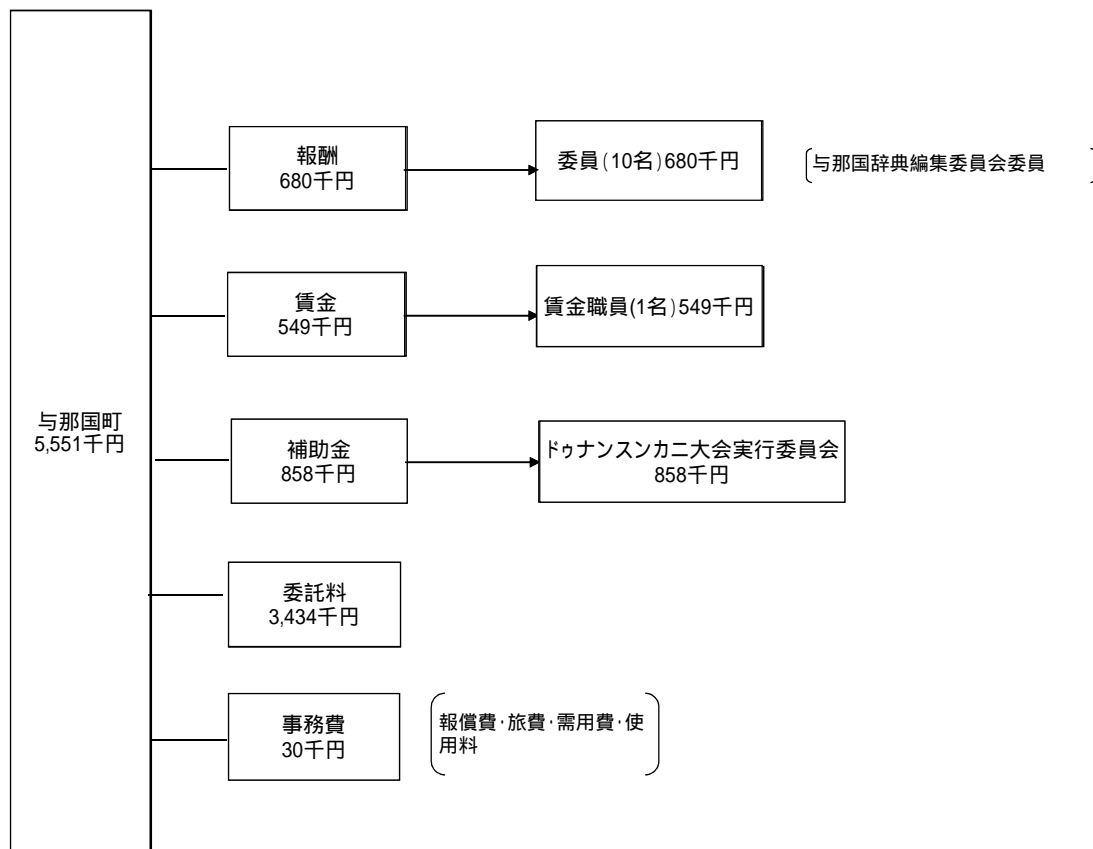 与那国町
5,551千円
報酬
680千円
委員(10名)680千円
与那国辞典編集委員会委員
賃金
549千円
賃金職員(1名)549千円
補助金
858千円
ドゥナンスンカニ大会実行委員会
858千円
委託料
3,434千円
事務費
30千円
報償費・旅費・需用費・使
用料